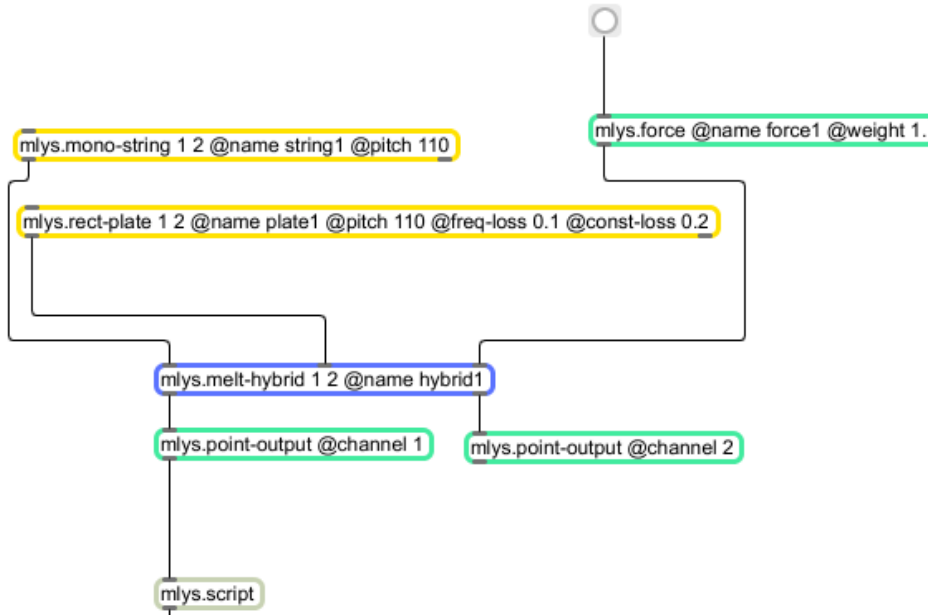 mlys.force @name force1 @weight 1.
mlys.mono-string 1 2 @name string1 @pitch 110
mlys.rect-plate 1 2 @name plate1 @pitch 110 @freq-loss 0.1 @const-loss 0.2
mlys.melt-hybrid 1 2 @name hybrid1
mlys.point-output @channel 1
mlys.point-output @channel 2
mlys.script